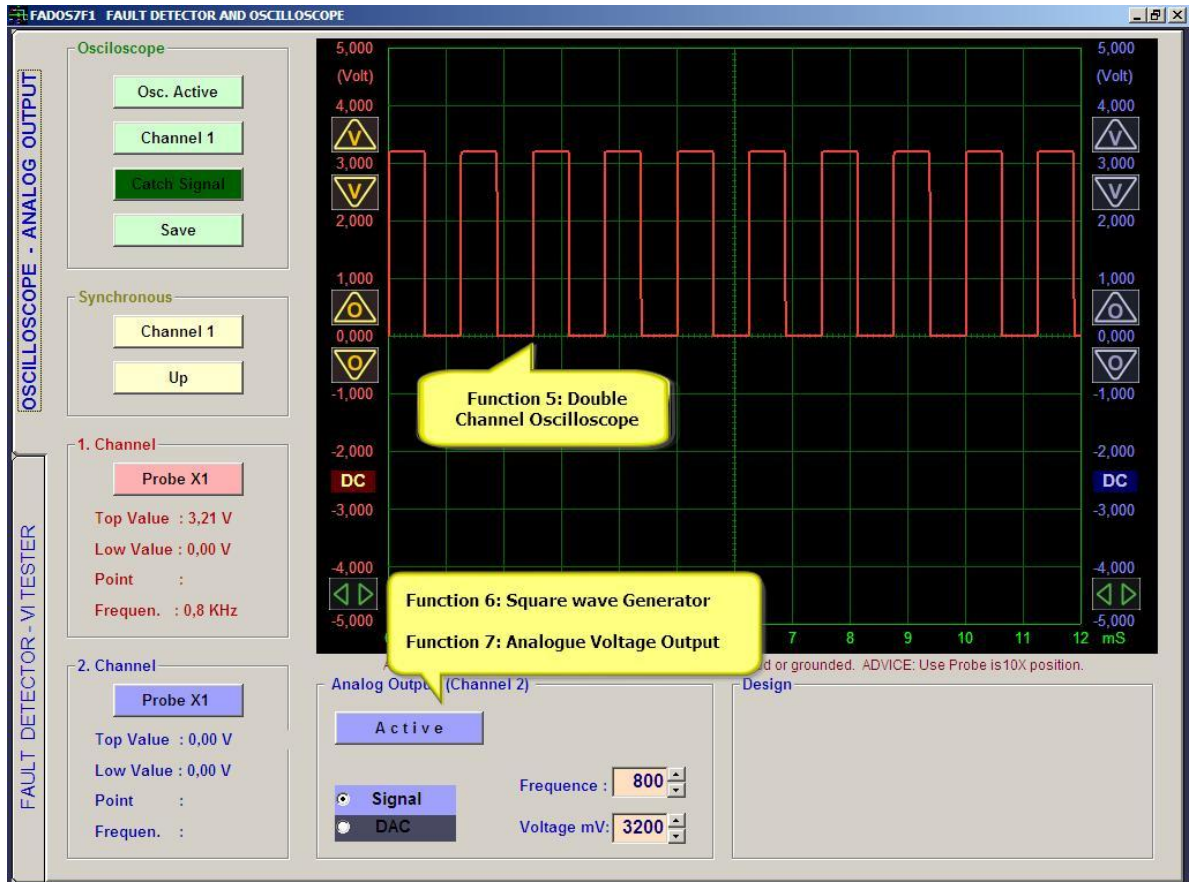 FADOS7F1 FAULT DETECTOR AND OSCILLOSCOPE
OSCILLOSCOPE - ANALOG OUTPUT
FAULT DETECTOR - VI TESTER
Osciloscope
Osc. Active
Channel 1
Catch Signal
Save
Synchronous
Channel 1
Up
1. Channel
Probe X1
Top Value : 3,21 V
Low Value : 0,00 V
Point :
Frequen. : 0,8 KHz
2. Channel
Probe X1
Top Value : 0,00 V
Low Value : 0,00 V
Point :
Frequen. :
5,000
(Volt)
4,000
V
3,000
V
2,000
1,000
O
0,000
O
-1,000
-2,000
DC
-3,000
-4,000
-5,000
5,000
(Volt)
4,000
V
3,000
V
2,000
1,000
O
0,000
O
-1,000
-2,000
DC
-3,000
-4,000
-5,000
Function 5: Double
Channel Oscilloscope
Function 6: Square wave Generator
Function 7: Analogue Voltage Output
7 8 9 10 11 12 mS
or grounded. ADVICE: Use Probe is10X position.
Analog Output (Channel 2)
Active
Signal
DAC
Frequence : 800
Voltage mV: 3200
Design